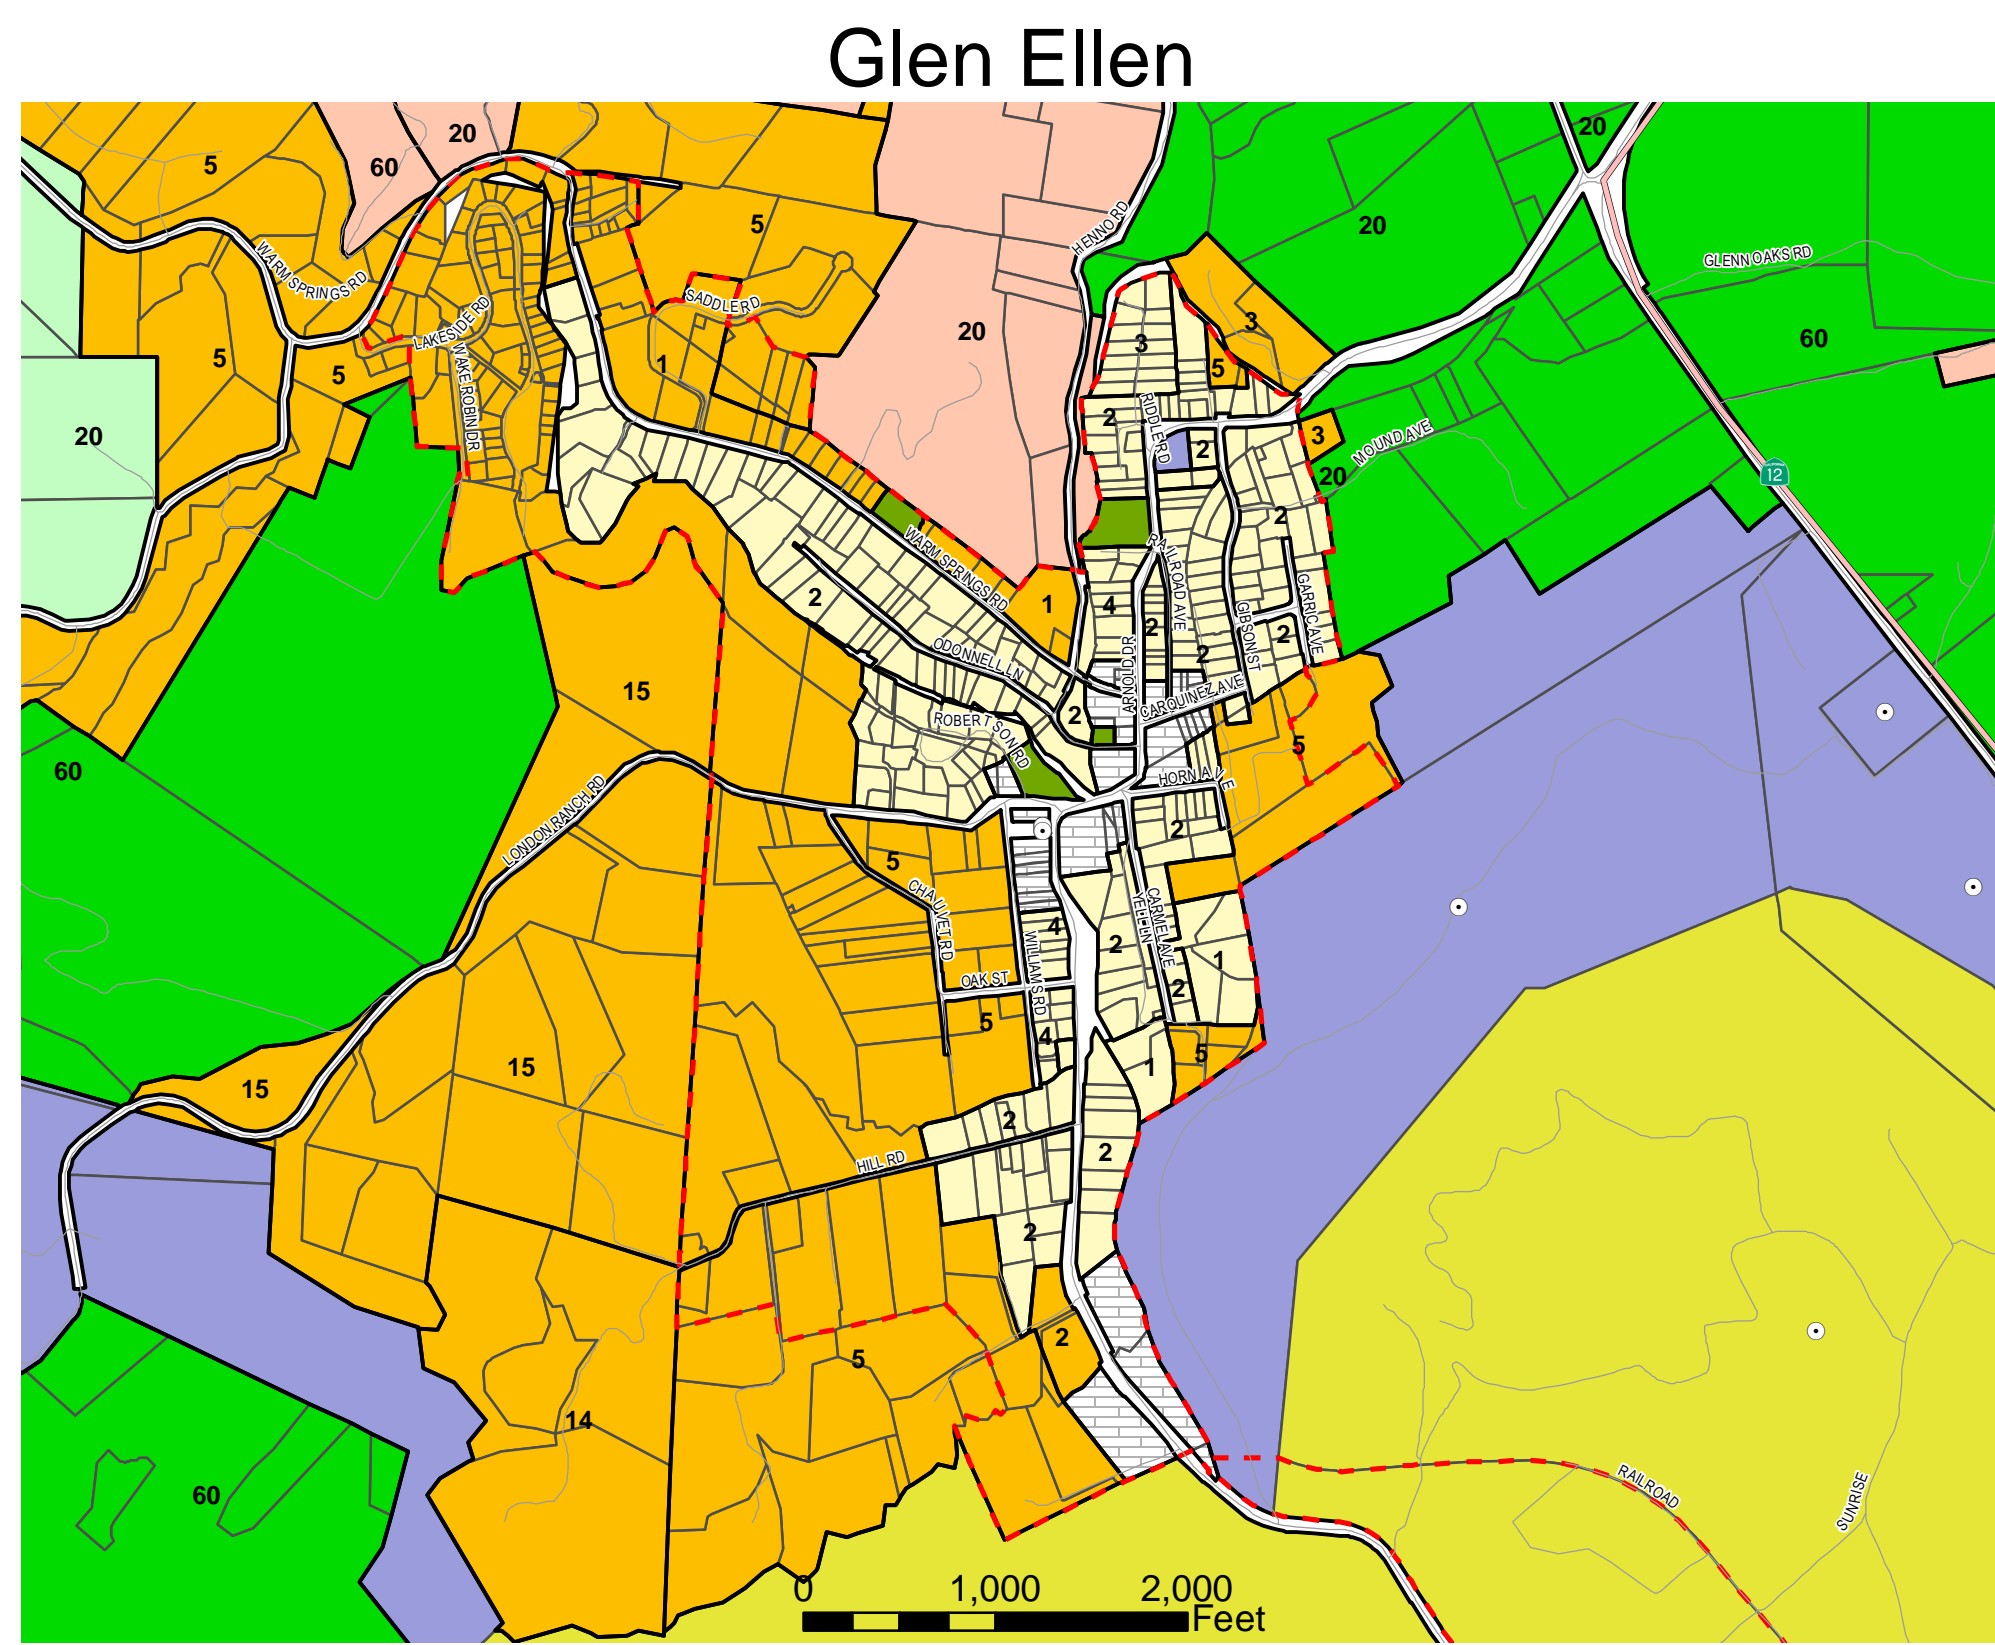 Glen Ellen
20
20
60
5
5
20
HENNO RD
WARM SPRINGS RD
GLENN OAKS RD
SADDLE RD
LAKESIDE RD
3
3
20
60
5
5
1
5
WAKE ROBIN DR
2
RIDDLE RD
20
2
3
MOUND AVE
20
CALIFORNIA
12
2
WARM SPRINGS RD
RAILROAD AVE
2
1
4
2
GIBSON ST
GARRIC AVE
2
ODONNELL LN
2
ARNOLD DR
15
CARQUINEZ AVE
2
ROBERTSON RD
5
60
HORN AVE
LONDON RANCH RD
2
5
CHAUVET RD
4
WILLIAMS RD
2
YELL LN
CARMEL AVE
1
OAK ST
2
5
4
5
1
15
15
2
HILL RD
2
2
2
5
14
RAILROAD
SUNRISE
60
0 1,000 2,000
Feet